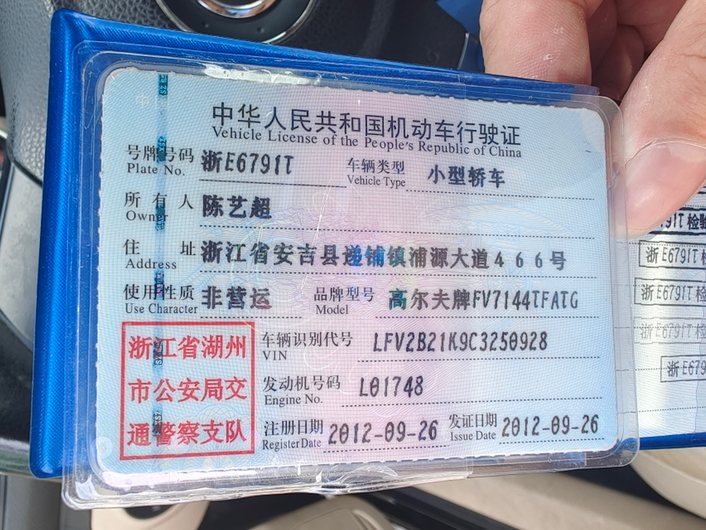 中华人民共和国机动车行驶证
Vehicle License of the People's Republic of China
号牌号码 浙E6791T 车辆类型 小型轿车
Plate No. Vehicle Type
所有人 陈艺超
Owner
住址 浙江省安吉县递铺镇浦源大道466号
Address
使用性质 非营运 品牌型号 高尔夫牌FV7144TFATG
Use Character Model
浙江省湖州
市公安局交
通警察支队
车辆识别代号 LFV2B21K9C3250928
VIN
发动机号码 L01748
Engine No.
注册日期 2012-09-26 发证日期 2012-09-26
Register Date Issue Date
791T 检验
浙E6791T 检
浙E6791T 检
浙E6791T 检
浙E679